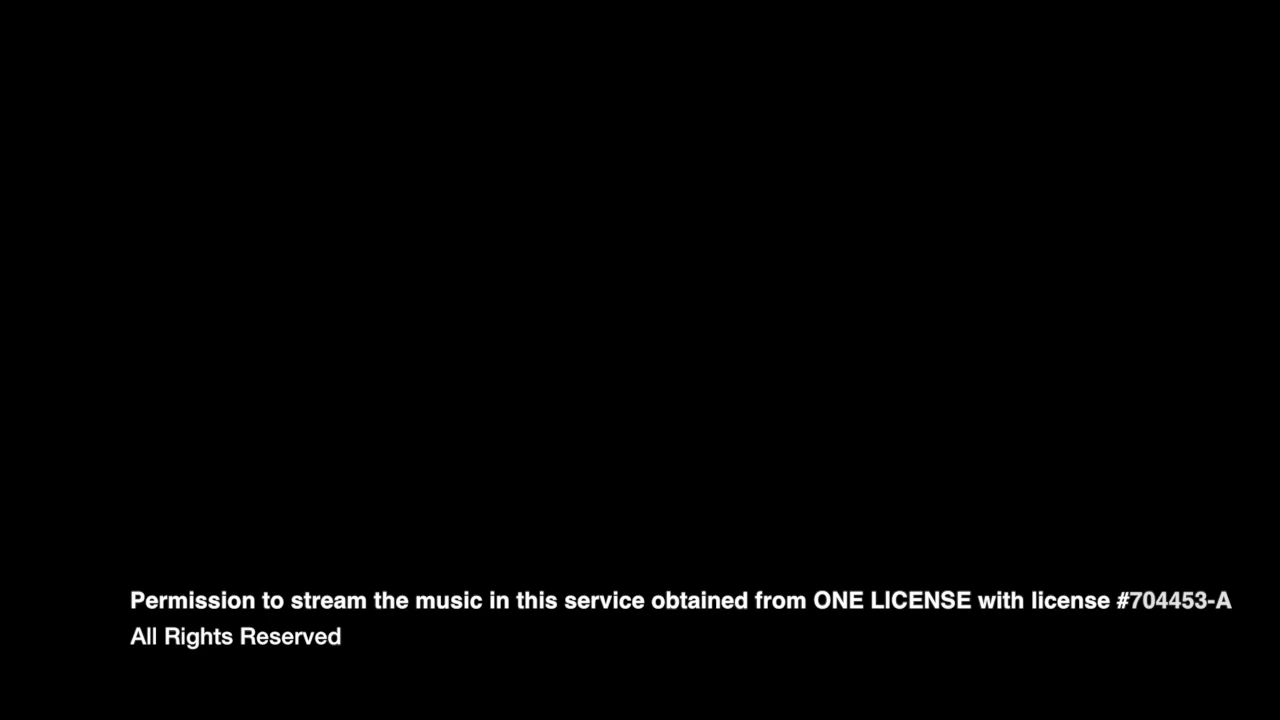 Permission to stream the music in this service obtained from ONE LICENSE with license #704453-A
All Rights Reserved